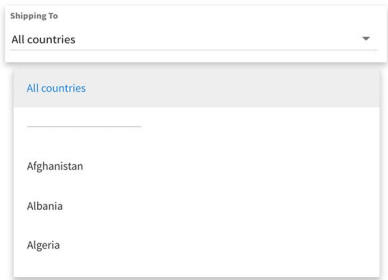 Shipping To
All countries
All countries
Afghanistan
Albania
Algeria